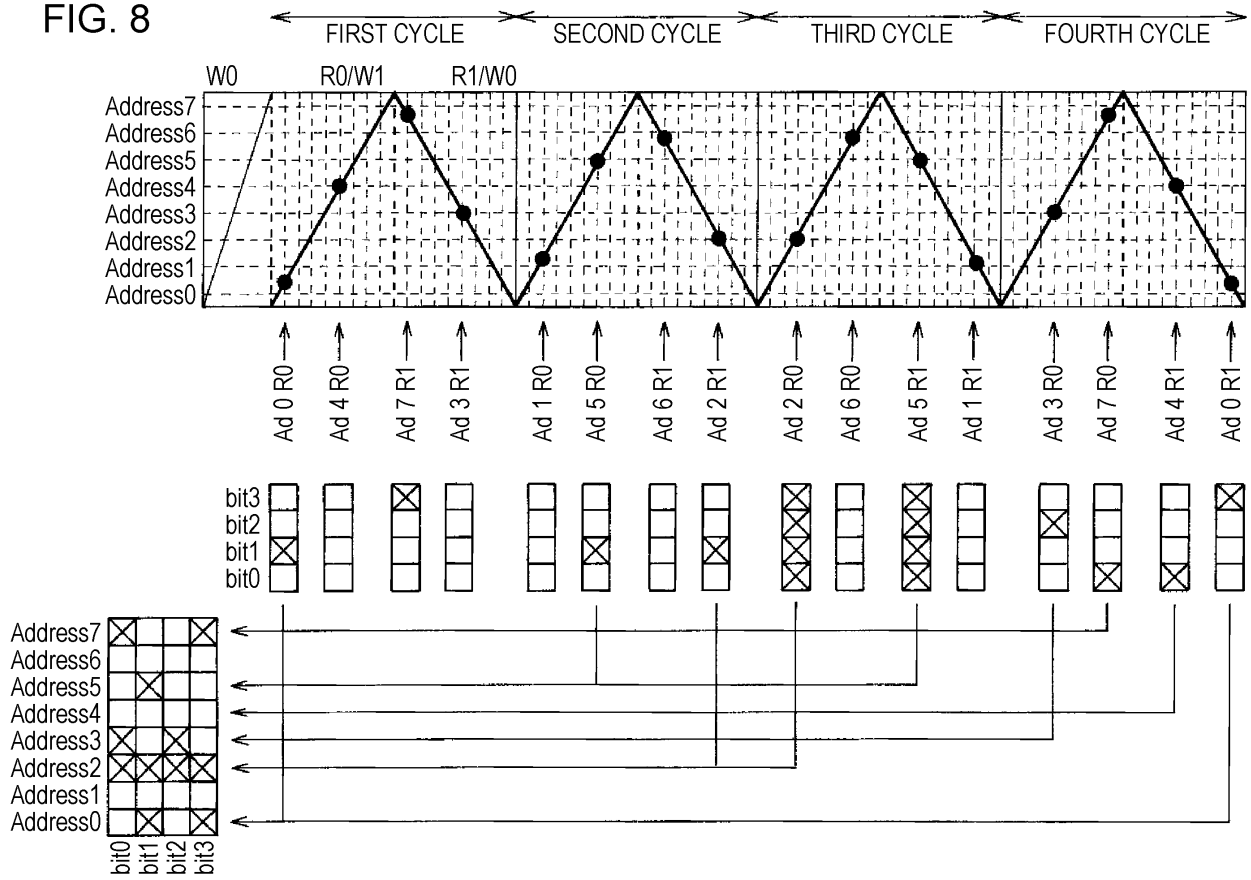 FIG. 8
FIRST CYCLE SECOND CYCLE THIRD CYCLE FOURTH CYCLE
W0 R0/W1 R1/W0
Address7
Address6
Address5
Address4
Address3
Address2
Address1
Address0
Ad 0 R0
Ad 4 R0
Ad 7 R1
Ad 3 R1
Ad 1 R0
Ad 5 R0
Ad 6 R1
Ad 2 R1
Ad 2 R0
Ad 6 R0
Ad 5 R1
Ad 1 R1
Ad 3 R0
Ad 7 R0
Ad 4 R1
Ad 0 R1
bit3
bit2
bit1
bit0
Address7
Address6
Address5
Address4
Address3
Address2
Address1
Address0
bit0
bit1
bit2
bit3